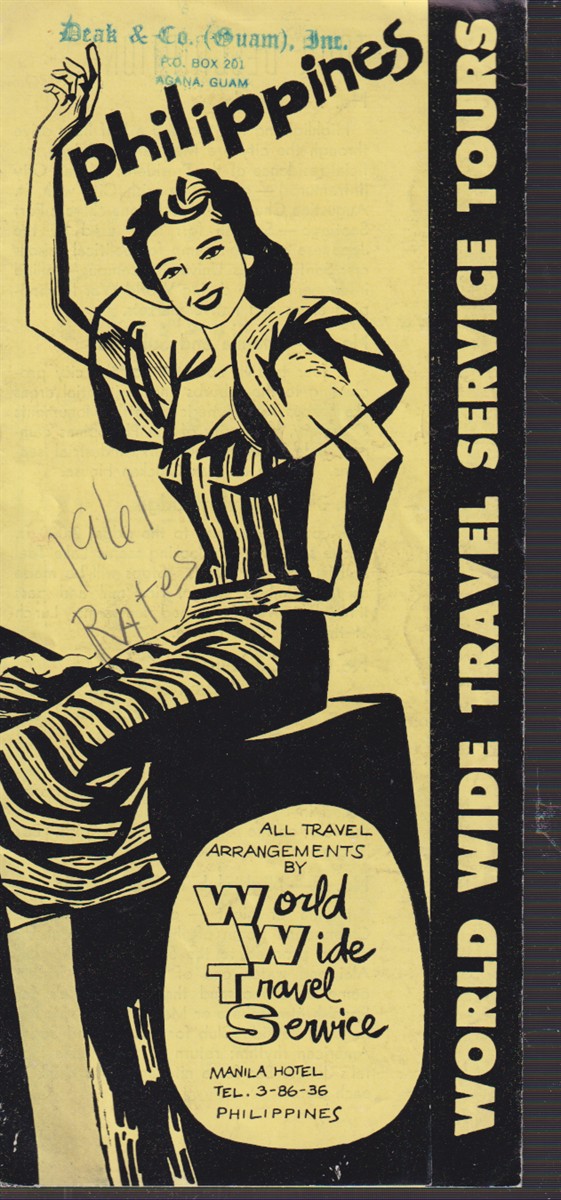 Deak & Co. (Guam), Inc.
P.O. BOX 201
AGANA, GUAM
philippines
1961
RAtes
ALL TRAVEL
ARRANGEMENTS
BY
World
Wide
Travel
Service
MANILA HOTEL
TEL. 3-86-36
PHILIPPINES
WORLD WIDE TRAVEL SERVICE TOURS